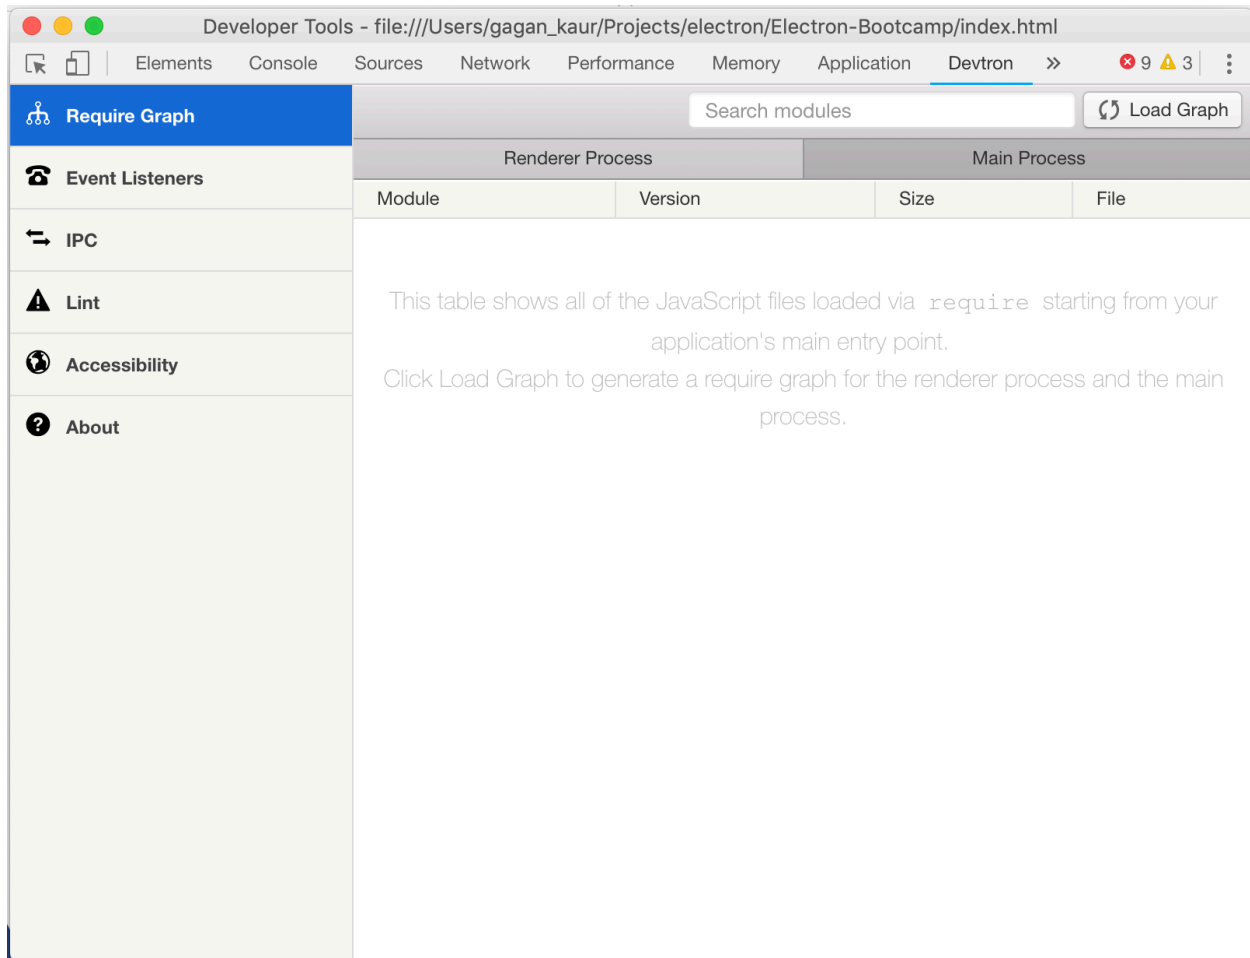 Developer Tools - file:///Users/gagan_kaur/Projects/electron/Electron-Bootcamp/index.html
Elements Console Sources Network Performance Memory Application Devtron » 9 3
Require Graph
Event Listeners
IPC
Lint
Accessibility
About
Search modules Load Graph
Renderer Process Main Process
Module Version Size File
This table shows all of the JavaScript files loaded via require starting from your
application's main entry point.
Click Load Graph to generate a require graph for the renderer process and the main
process.